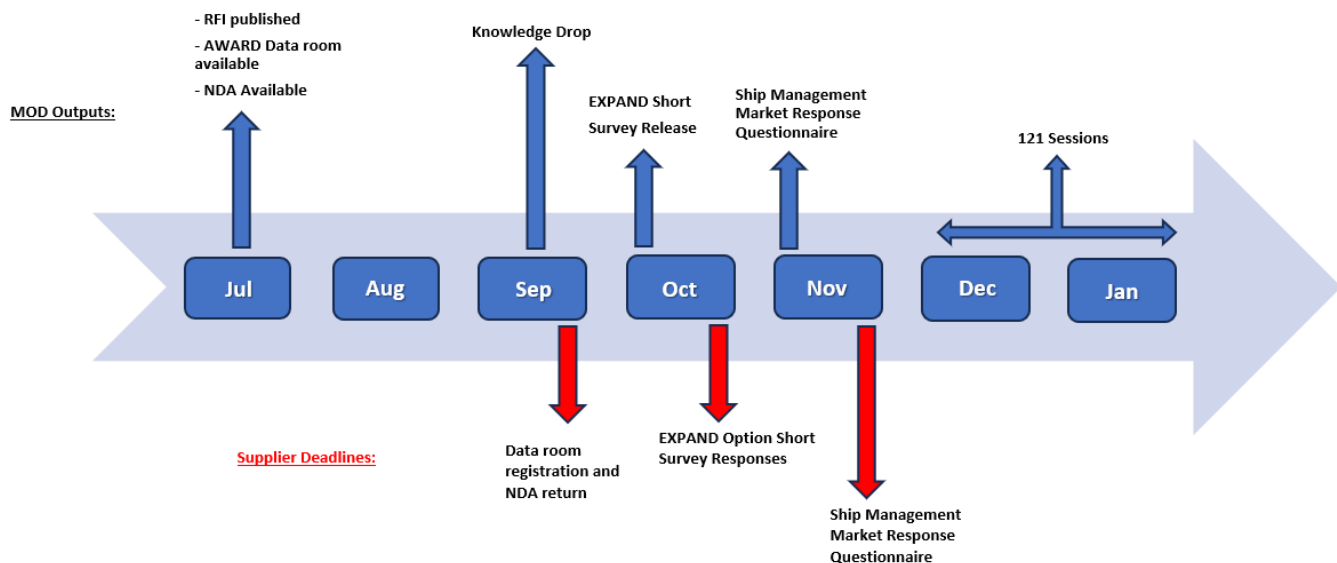 - RFI published
- AWARD Data room
available
- NDA Available
MOD Outputs:
Knowledge Drop
EXPAND Short
Survey Release
Ship Management
Market Response
Questionnaire
121 Sessions
Jul
Aug
Sep
Oct
Nov
Dec
Jan
Supplier Deadlines:
Data room
registration and
NDA return
EXPAND Option Short
Survey Responses
Ship Management
Market Response
Questionnaire